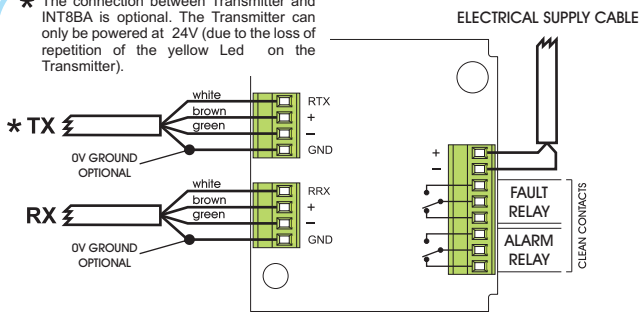 * The connection between Transmitter and
INT8BA is optional. The Transmitter can
only be powered at 24V (due to the loss of
repetition of the yellow Led on the
Transmitter).
ELECTRICAL SUPPLY CABLE
* TX
white
brown
green
0V GROUND
OPTIONAL
RTX
+
–
GND
RX
white
brown
green
0V GROUND
OPTIONAL
RRX
+
–
GND
+
–
FAULT
RELAY
ALARM
RELAY
CLEAN CONTACTS